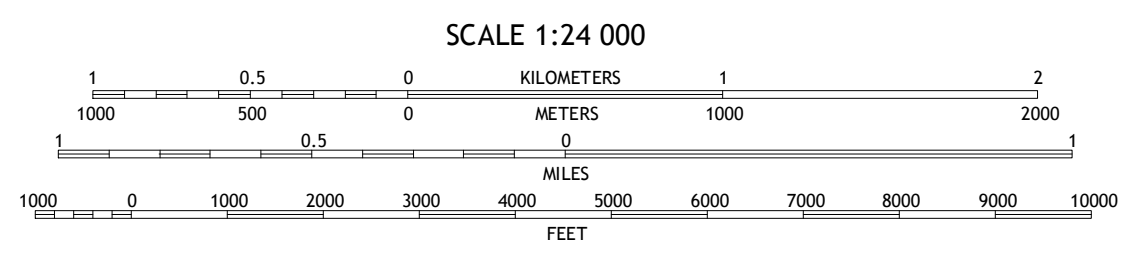 SCALE 1:24 000
1 0.5 0 KILOMETERS 1 2
1000 500 0 METERS 1000 2000
1 0.5 0 1
MILES
1000 0 1000 2000 3000 4000 5000 6000 7000 8000 9000 10000
FEET